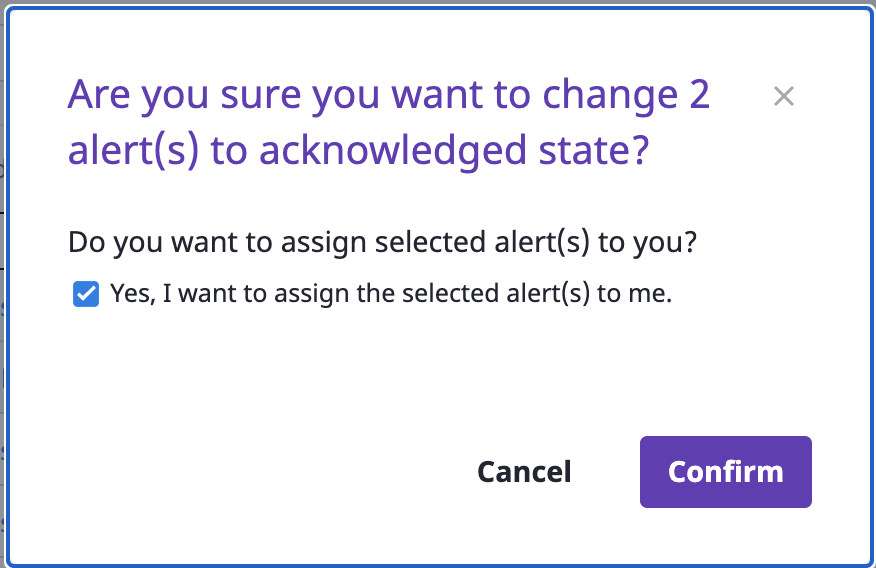 Are you sure you want to change 2
alert(s) to acknowledged state?
Do you want to assign selected alert(s) to you?
Yes, I want to assign the selected alert(s) to me.
Cancel
Confirm